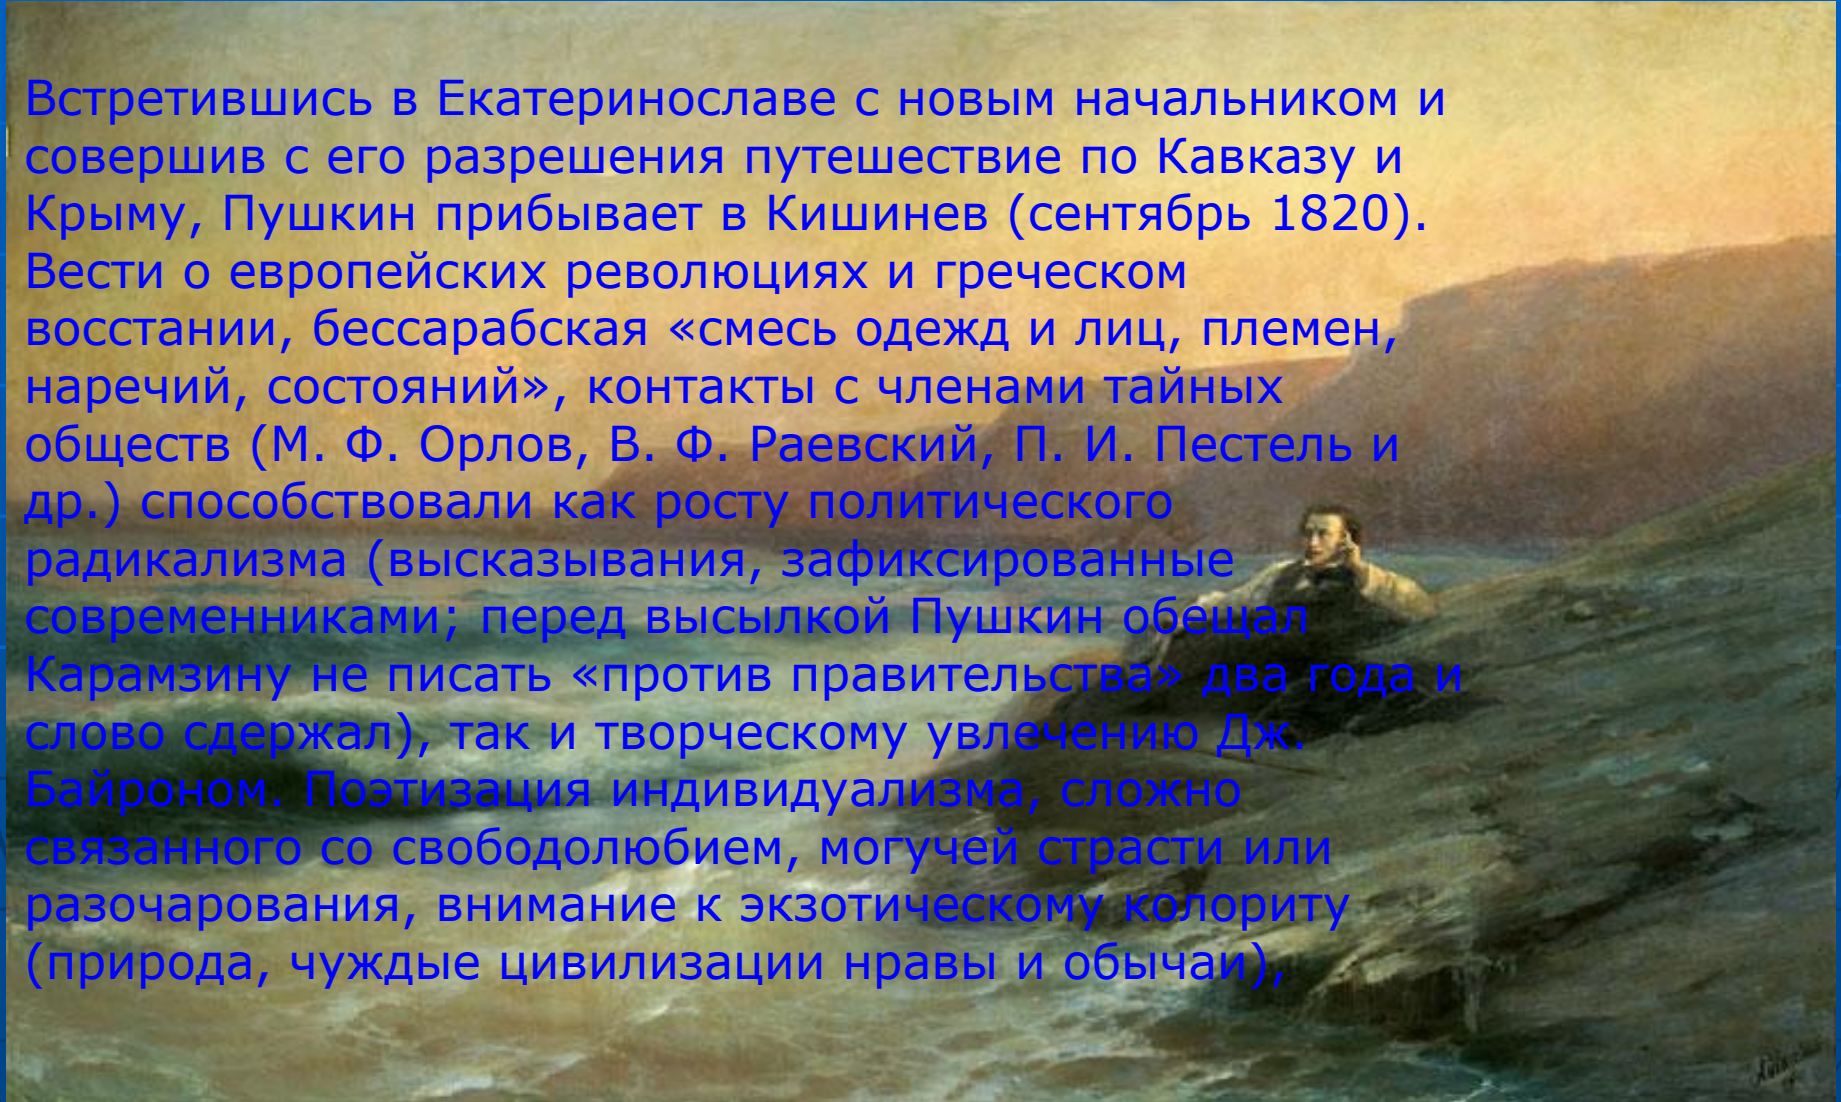 Встретившись в Екатеринославе с новым начальником и
совершив с его разрешения путешествие по Кавказу и
Крыму, Пушкин прибывает в Кишинев (сентябрь 1820).
Вести о европейских революциях и греческом
восстании, бессарабская «смесь одежд и лиц, племен,
наречий, состояний», контакты с членами тайных
обществ (М. Ф. Орлов, В. Ф. Раевский, П. И. Пестель и
др.) способствовали как росту политического
радикализма (высказывания, зафиксированные
современниками; перед высылкой Пушкин обещал
Карамзину не писать «против правительства» два года и
слово сдержал), так и творческому увлечению Дж.
Байроном. Поэтизация индивидуализма, сложно
связанного со свободолюбием, могучей страсти или
разочарования, внимание к экзотическому колориту
(природа, чуждые цивилизации нравы и обычаи),